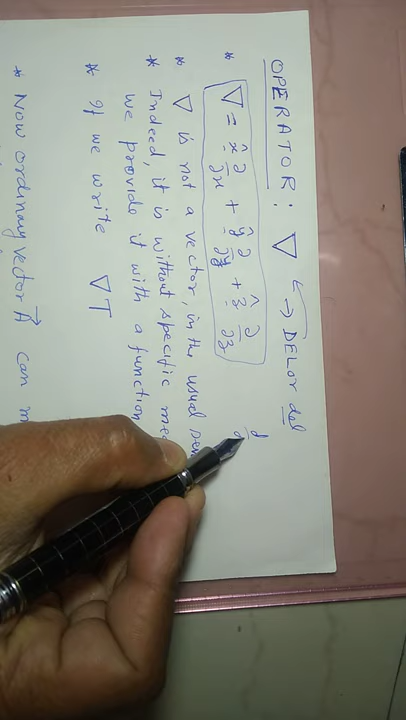 OPERATOR: ∇ ↔ DEL or del
* ∇ = x̂ ∂/∂x + ŷ ∂/∂y + ẑ ∂/∂z
d
* ∇ is not a vector, in the usual
* Indeed, it is without specific
we provide it with a function
* If we write ∇T
* Now ordinary vector A⃗ can